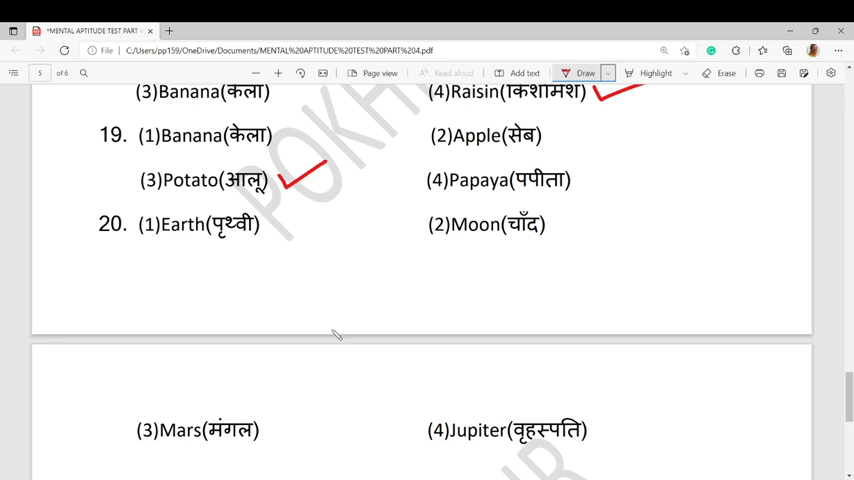 *MENTAL APTITUDE TEST PART
File
C:/Users/pp159/OneDrive/Documents/MENTAL%20APTITUDE%20TEST%20PART%204.pdf
5 of 6
Page view
Read aloud
Add text
Draw
Highlight
Erase
(3)Banana(केला) (4)Raisin(किशमिश)
19. (1)Banana(केला) (2)Apple(सेब)
(3)Potato(आलू) (4)Papaya(पपीता)
20. (1)Earth(पृथ्वी) (2)Moon(चाँद)
(3)Mars(मंगल) (4)Jupiter(वृहस्पति)